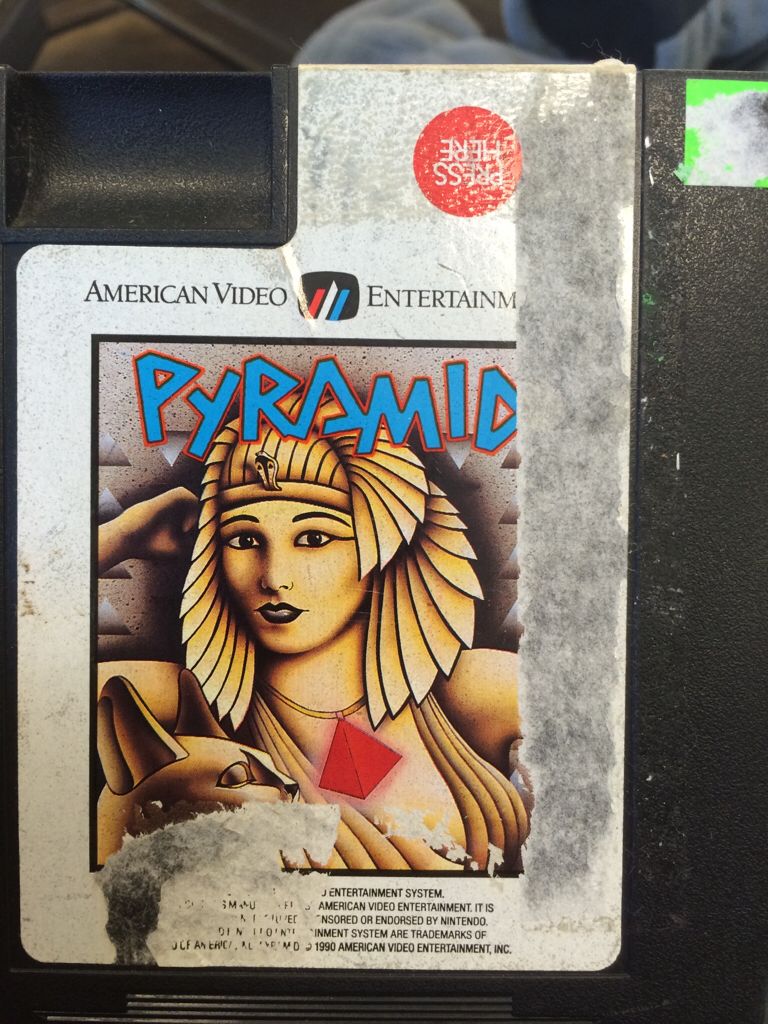 PRESS
HERE
AMERICAN VIDEO ENTERTAINM
PYRAMID
ENTERTAINMENT SYSTEM.
AMERICAN VIDEO ENTERTAINMENT. IT IS
NSORED OR ENDORSED BY NINTENDO.
INMENT SYSTEM ARE TRADEMARKS OF
© 1990 AMERICAN VIDEO ENTERTAINMENT, INC.